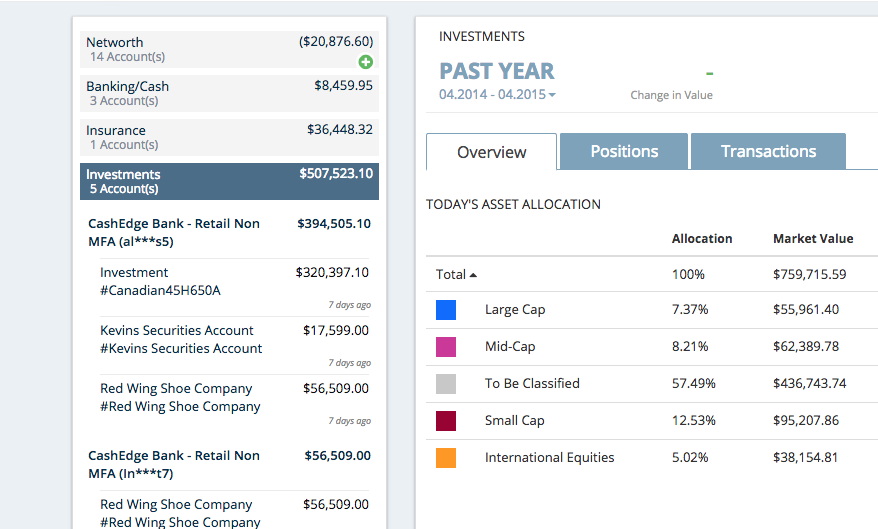 Networth ($20,876.60)
14 Account(s)
Banking/Cash $8,459.95
3 Account(s)
Insurance $36,448.32
1 Account(s)
Investments $507,523.10
5 Account(s)
CashEdge Bank - Retail Non $394,505.10
MFA (al***s5)
Investment $320,397.10
#Canadian45H650A
7 days ago
Kevins Securities Account $17,599.00
#Kevins Securities Account
7 days ago
Red Wing Shoe Company $56,509.00
#Red Wing Shoe Company
7 days ago
CashEdge Bank - Retail Non $56,509.00
MFA (In***t7)
Red Wing Shoe Company $56,509.00
#Red Wing Shoe Company
INVESTMENTS
PAST YEAR -
04.2014 - 04.2015 Change in Value
Overview Positions Transactions
TODAY'S ASSET ALLOCATION
Allocation Market Value
Total 100% $759,715.59
Large Cap 7.37% $55,961.40
Mid-Cap 8.21% $62,389.78
To Be Classified 57.49% $436,743.74
Small Cap 12.53% $95,207.86
International Equities 5.02% $38,154.81